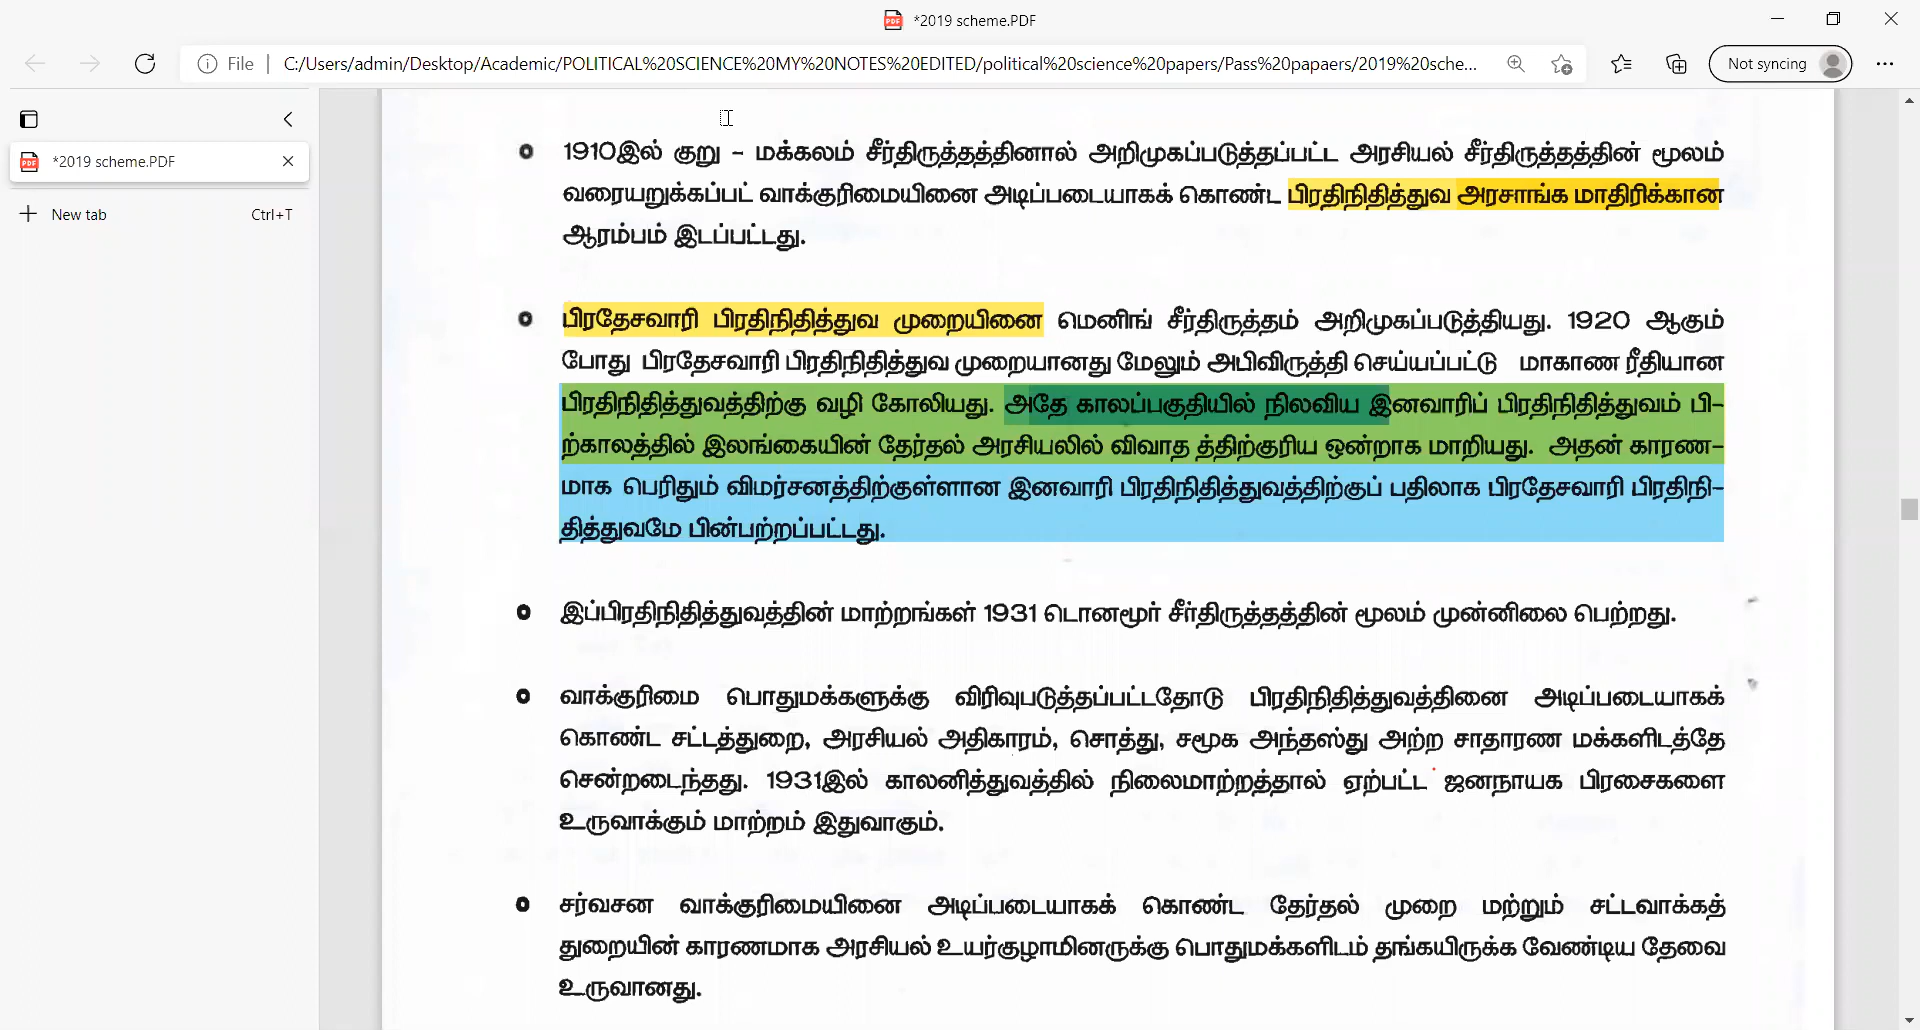 *2019 scheme.PDF
File
C:/Users/admin/Desktop/Academic/POLITICAL%20SCIENCE%20MY%20NOTES%20EDITED/political%20science%20papers/Pass%20papaers/2019%20sche...
Not syncing
*2019 scheme.PDF
New tab Ctrl+T
1910இல் குறு - மக்கலம் சீர்திருத்தத்தினால் அறிமுகப்படுத்தப்பட்ட அரசியல் சீர்திருத்தத்தின் மூலம்
வரையறுக்கப்பட் வாக்குரிமையினை அடிப்படையாகக் கொண்ட பிரதிநிதித்துவ அரசாங்க மாதிரிக்கான
ஆரம்பம் இடப்பட்டது.
பிரதேசவாரி பிரதிநிதித்துவ முறையினை மெனிங் சீர்திருத்தம் அறிமுகப்படுத்தியது. 1920 ஆகும்
போது பிரதேசவாரி பிரதிநிதித்துவ முறையானது மேலும் அபிவிருத்தி செய்யப்பட்டு மாகாண ரீதியான
பிரதிநிதித்துவத்திற்கு வழி கோலியது. அதே காலப்பகுதியில் நிலவிய இனவாரிப் பிரதிநிதித்துவம் பி-
ற்காலத்தில் இலங்கையின் தேர்தல் அரசியலில் விவாத த்திற்குரிய ஒன்றாக மாறியது. அதன் காரண-
மாக பெரிதும் விமர்சனத்திற்குள்ளான இனவாரி பிரதிநிதித்துவத்திற்குப் பதிலாக பிரதேசவாரி பிரதிநி-
தித்துவமே பின்பற்றப்பட்டது.
இப்பிரதிநிதித்துவத்தின் மாற்றங்கள் 1931 டொனமூர் சீர்திருத்தத்தின் மூலம் முன்னிலை பெற்றது.
வாக்குரிமை பொதுமக்களுக்கு விரிவுபடுத்தப்பட்டதோடு பிரதிநிதித்துவத்தினை அடிப்படையாகக்
கொண்ட சட்டத்துறை, அரசியல் அதிகாரம், சொத்து, சமூக அந்தஸ்து அற்ற சாதாரண மக்களிடத்தே
சென்றடைந்தது. 1931இல் காலனித்துவத்தில் நிலைமாற்றத்தால் ஏற்பட்ட ஜனநாயக பிரசைகளை
உருவாக்கும் மாற்றம் இதுவாகும்.
சர்வசன வாக்குரிமையினை அடிப்படையாகக் கொண்ட தேர்தல் முறை மற்றும் சட்டவாக்கத்
துறையின் காரணமாக அரசியல் உயர்குழாமினருக்கு பொதுமக்களிடம் தங்கயிருக்க வேண்டிய தேவை
உருவானது.